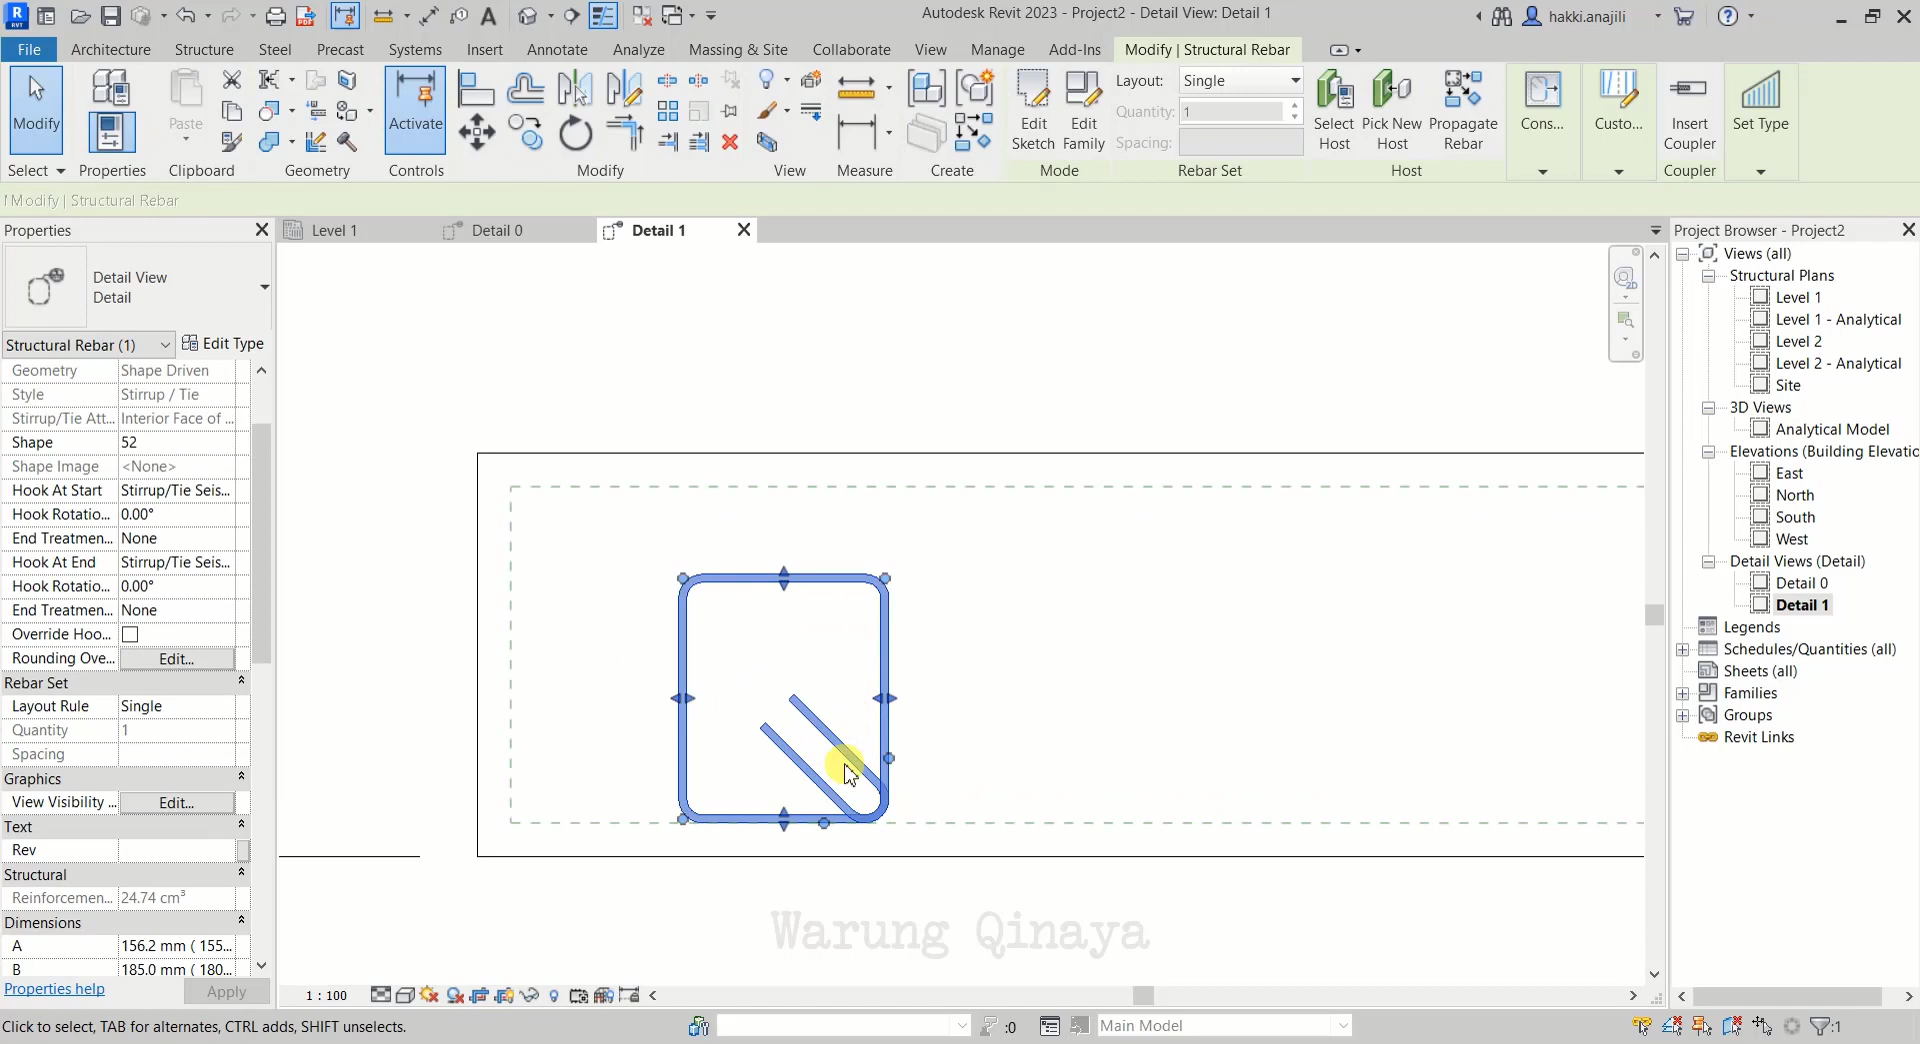 Autodesk Revit 2023 - Project2 - Detail View: Detail 1
hakki.anajili
File Architecture Structure Steel Precast Systems Insert Annotate Analyze Massing & Site Collaborate View Manage Add-Ins Modify | Structural Rebar
Modify
Paste
Activate
Edit Sketch
Edit Family
Layout: Single
Quantity: 1
Spacing:
Select Host
Pick New Host
Propagate Rebar
Cons...
Custo...
Insert Coupler
Set Type
Select Properties Clipboard Geometry Controls Modify View Measure Create Mode Rebar Set Host Coupler
Modify | Structural Rebar
Properties
Level 1
Detail 0
Detail 1
Project Browser - Project2
Detail View
Detail
Structural Rebar (1)
Edit Type
Geometry Shape Driven
Style Stirrup / Tie
Stirrup/Tie Att... Interior Face of ...
Shape 52
Shape Image <None>
Hook At Start Stirrup/Tie Seis...
Hook Rotatio... 0.00°
End Treatmen... None
Hook At End Stirrup/Tie Seis...
Hook Rotatio... 0.00°
End Treatmen... None
Override Hoo...
Rounding Ove... Edit...
Rebar Set
Layout Rule Single
Quantity 1
Spacing
Graphics
View Visibility ... Edit...
Text
Rev
Structural
Reinforcemen... 24.74 cm³
Dimensions
A 156.2 mm ( 155...
B 185.0 mm ( 180...
Properties help
Apply
Views (all)
Structural Plans
Level 1
Level 1 - Analytical
Level 2
Level 2 - Analytical
Site
3D Views
Analytical Model
Elevations (Building Elevatio
East
North
South
West
Detail Views (Detail)
Detail 0
Detail 1
Legends
Schedules/Quantities (all)
Sheets (all)
Families
Groups
Revit Links
Warung Qinaya
1 : 100
Click to select, TAB for alternates, CTRL adds, SHIFT unselects.
:0
Main Model
:1